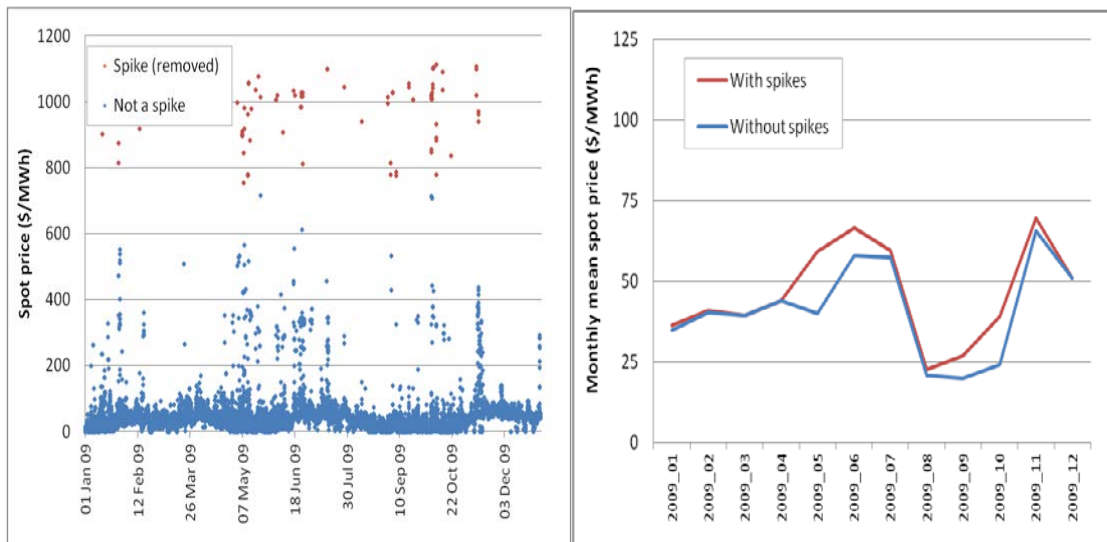 1200
1000
800
600
400
200
0
Spot price ($/MWh)
Spike (removed)
Not a spike
01 Jan 09
12 Feb 09
26 Mar 09
07 May 09
18 Jun 09
30 Jul 09
10 Sep 09
22 Oct 09
03 Dec 09
125
100
75
50
25
0
Monthly mean spot price ($/MWh)
With spikes
Without spikes
2009_01
2009_02
2009_03
2009_04
2009_05
2009_06
2009_07
2009_08
2009_09
2009_10
2009_11
2009_12